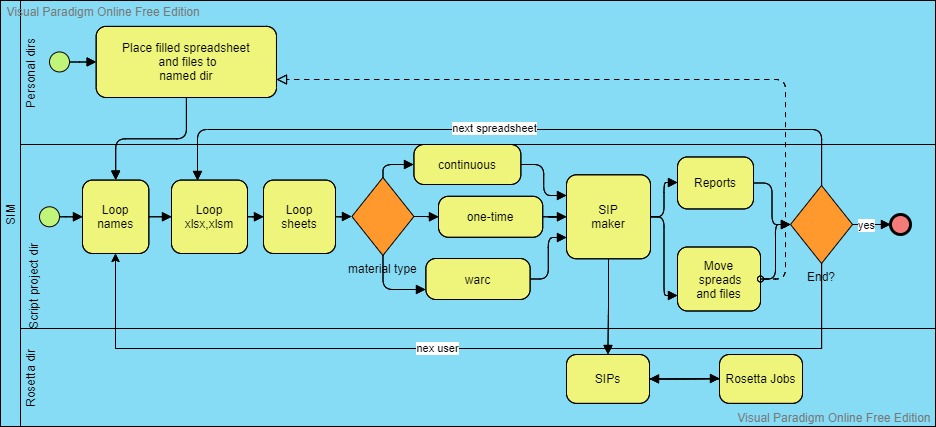 Visual Paradigm Online Free Edition
SIM
Personal dirs
Place filled spreadsheet
and files to
named dir
next spreadsheet
Script project dir
Loop
names
Loop
xlsx,xlsm
Loop
sheets
material type
continuous
one-time
warc
SIP
maker
Reports
Move
spreads
and files
End?
yes
nex user
Rosetta dir
SIPs
Rosetta Jobs
Visual Paradigm Online Free Edition